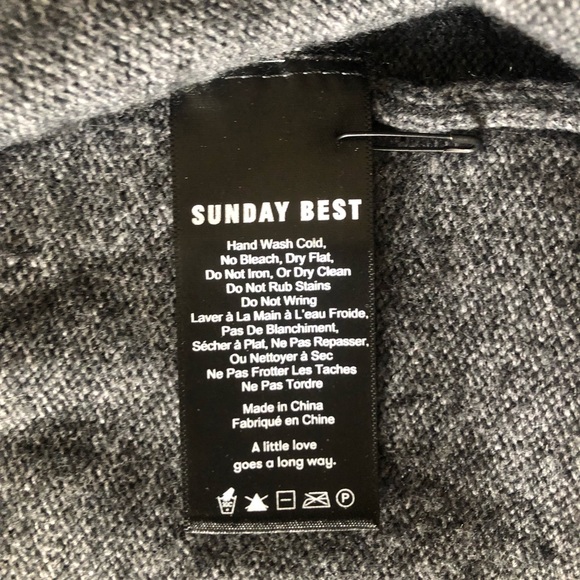 SUNDAY BEST
Hand Wash Cold,
No Bleach, Dry Flat,
Do Not Iron, Or Dry Clean
Do Not Rub Stains
Do Not Wring
Laver à La Main à L'eau Froide,
Pas De Blanchiment,
Sécher à Plat, Ne Pas Repasser,
Ou Nettoyer à Sec
Ne Pas Frotter Les Taches
Ne Pas Tordre
Made in China
Fabriqué en Chine
A little love
goes a long way.
P